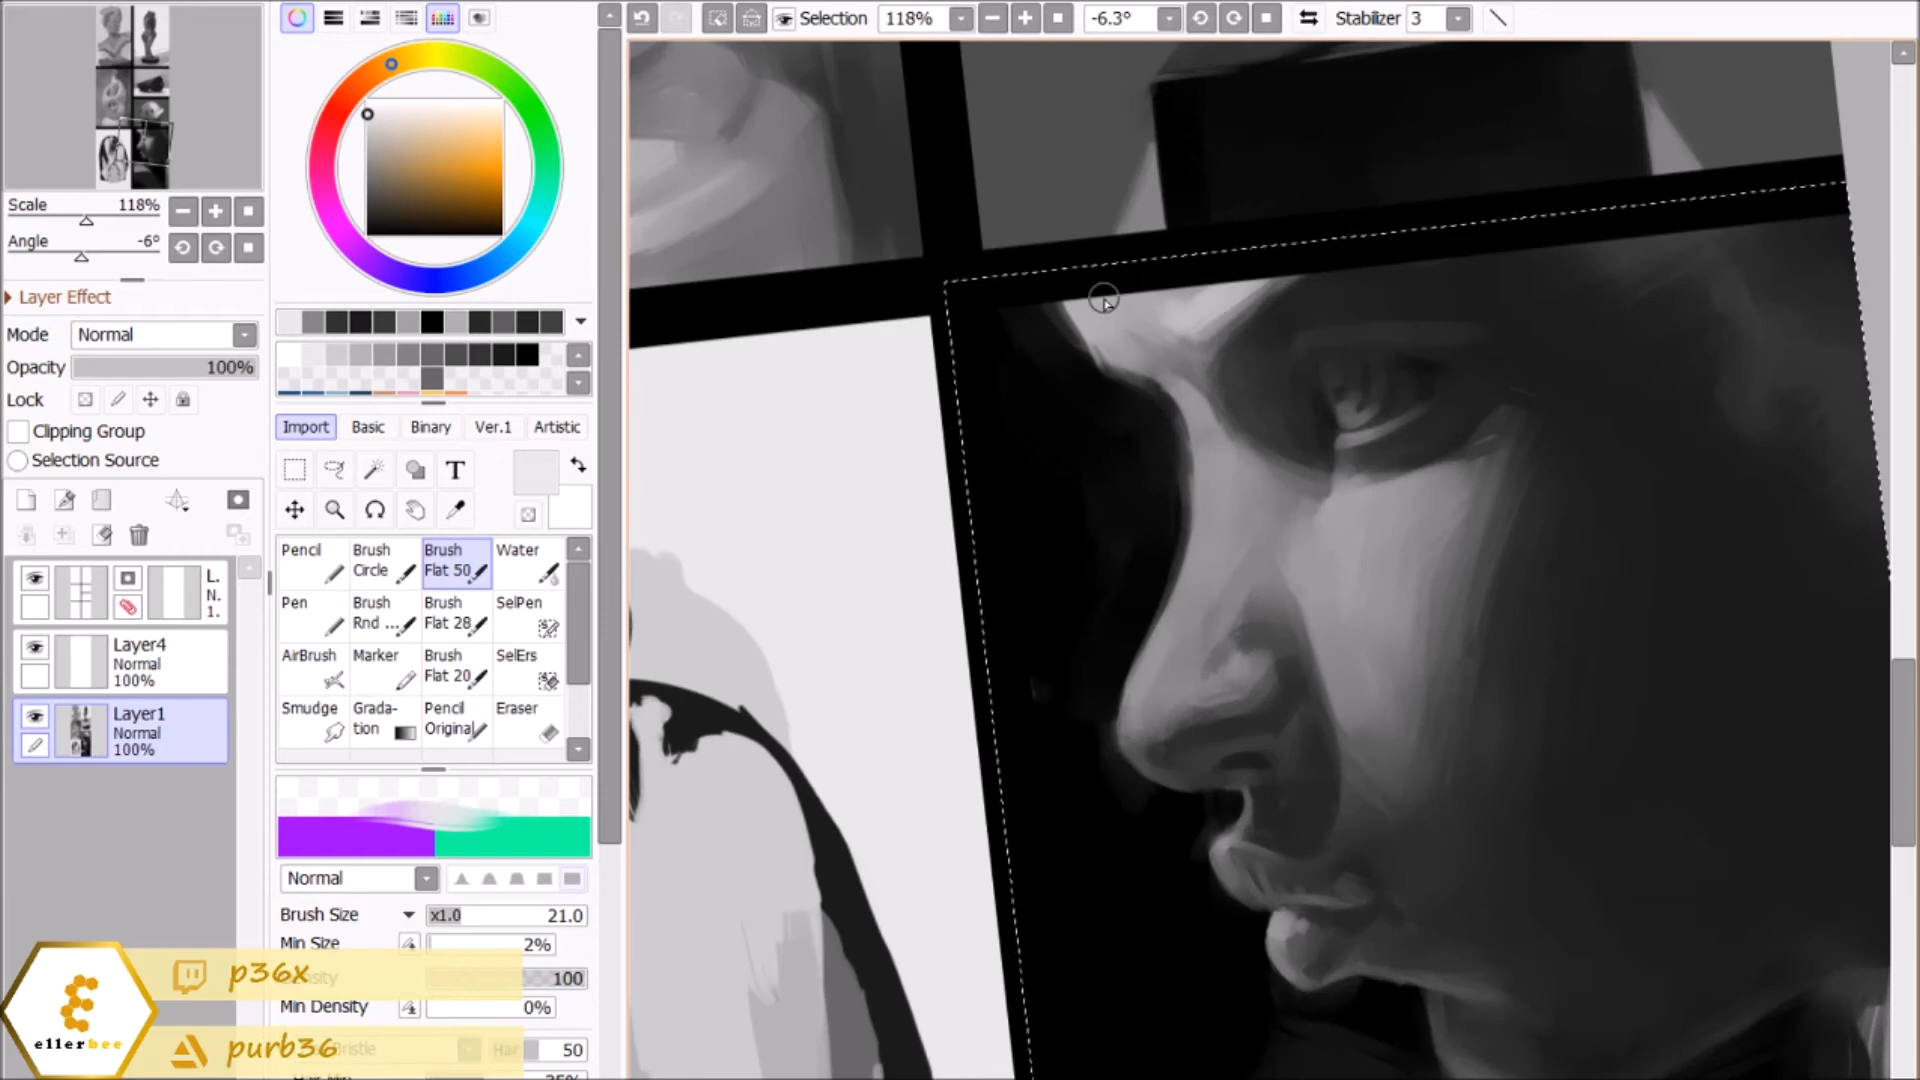 Selection 118% -6.3° Stabilizer 3
Scale 118%
Angle -6°
Layer Effect
Mode Normal
Opacity 100%
Lock
Clipping Group
Selection Source
L.
N.
1.
Layer4
Normal
100%
Layer1
Normal
100%
Import Basic Binary Ver.1 Artistic
T
Pencil Brush Circle Brush Flat 50 Water
Pen Brush Rnd ... Brush Flat 28 SelPen
AirBrush Marker Brush Flat 20 SelErs
Smudge Grada-tion Pencil Original Eraser
Normal
Brush Size x1.0 21.0
Min Size 2%
100
Min Density 0%
50
p36x
purb36
ellerbee